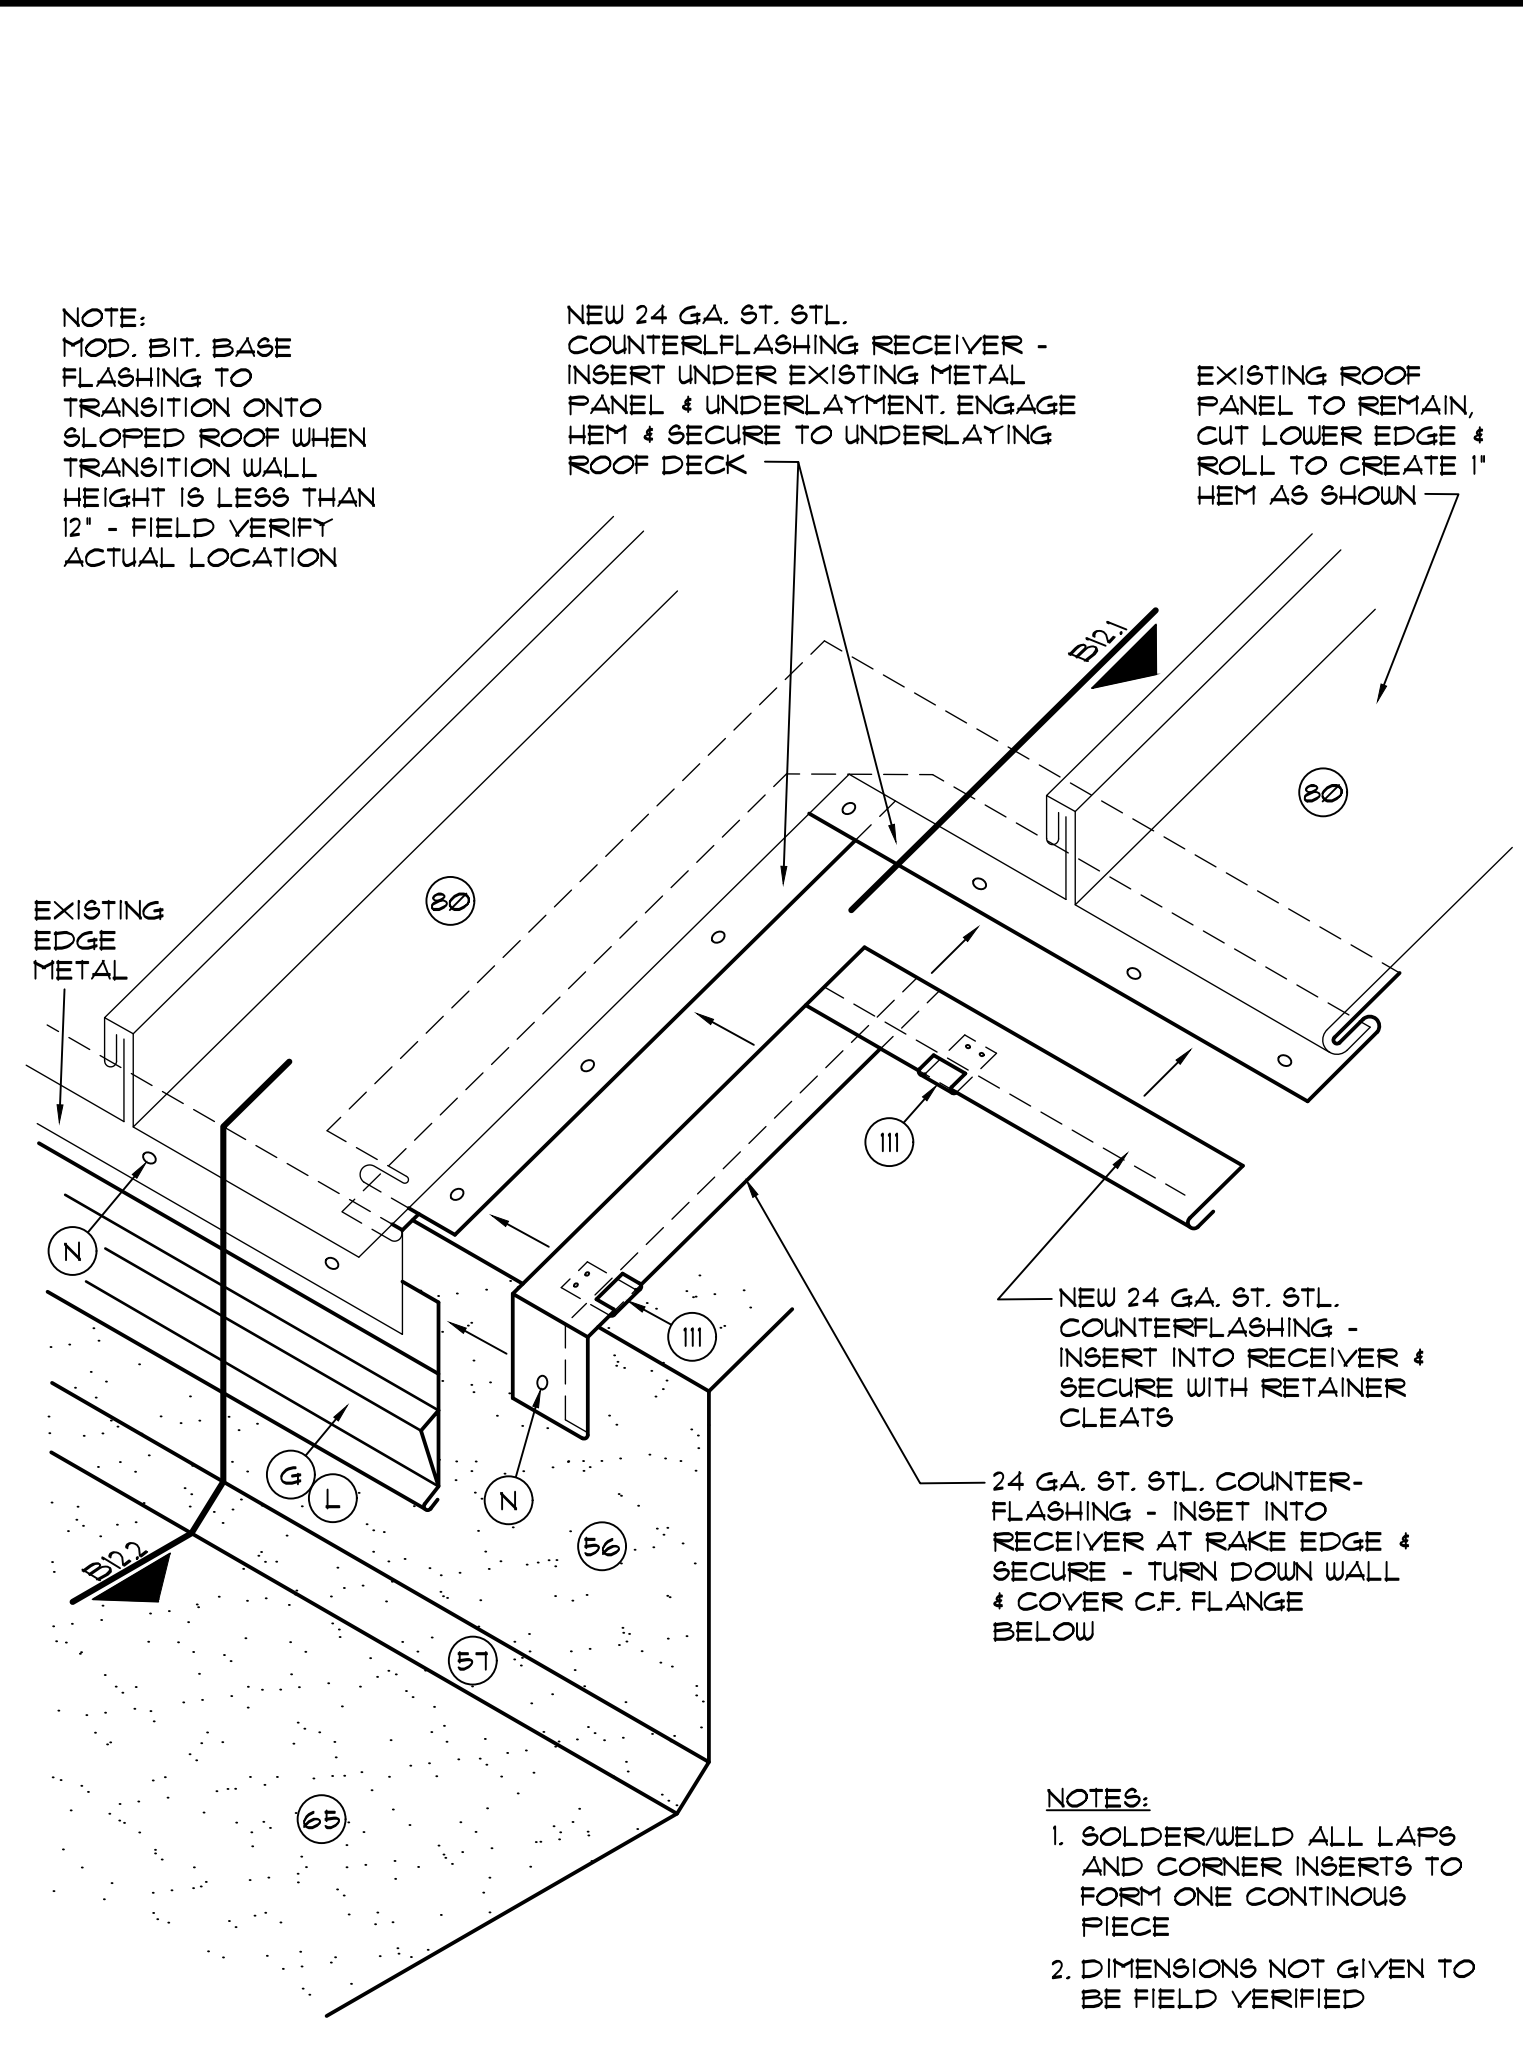 NOTE:
MOD. BIT. BASE
FLASHING TO
TRANSITION ONTO
SLOPED ROOF WHEN
TRANSITION WALL
HEIGHT IS LESS THAN
12" - FIELD VERIFY
ACTUAL LOCATION
NEW 24 GA. ST. STL.
COUNTERLFLASHING RECEIVER -
INSERT UNDER EXISTING METAL
PANEL & UNDERLAYMENT. ENGAGE
HEM & SECURE TO UNDERLAYING
ROOF DECK
EXISTING ROOF
PANEL TO REMAIN,
CUT LOWER EDGE &
ROLL TO CREATE 1"
HEM AS SHOWN
B12.1
80
80
EXISTING
EDGE
METAL
111
N
111
NEW 24 GA. ST. STL.
COUNTERFLASHING -
INSERT INTO RECEIVER &
SECURE WITH RETAINER
CLEATS
G
L
N
24 GA. ST. STL. COUNTER-
FLASHING - INSET INTO
RECEIVER AT RAKE EDGE &
SECURE - TURN DOWN WALL
& COVER C.F. FLANGE
BELOW
56
B12.2
57
65
NOTES:
1. SOLDER/WELD ALL LAPS
AND CORNER INSERTS TO
FORM ONE CONTINOUS
PIECE
2. DIMENSIONS NOT GIVEN TO
BE FIELD VERIFIED